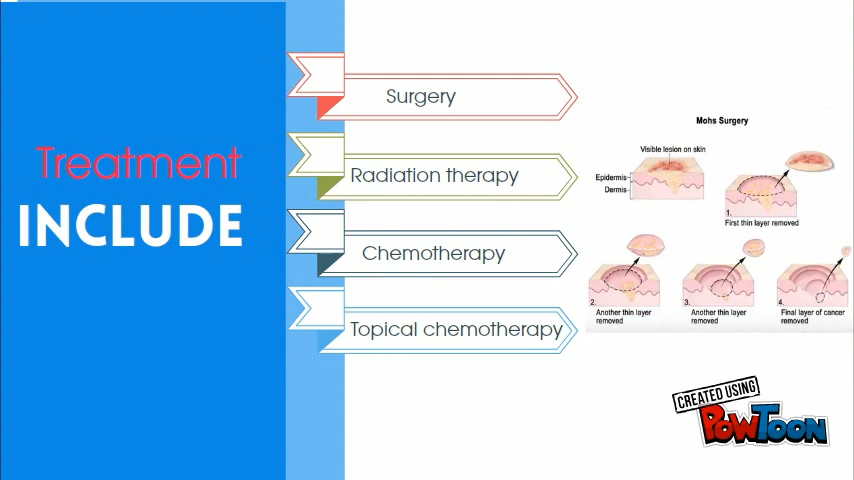 Treatment
INCLUDE
Surgery
Radiation therapy
Chemotherapy
Topical chemotherapy
Mohs Surgery
Visible lesion on skin
Epidermis
Dermis
1.
First thin layer removed
2.
Another thin layer
removed
3.
Another thin layer
removed
4.
Final layer of cancer
removed
CREATED USING
POWTOON